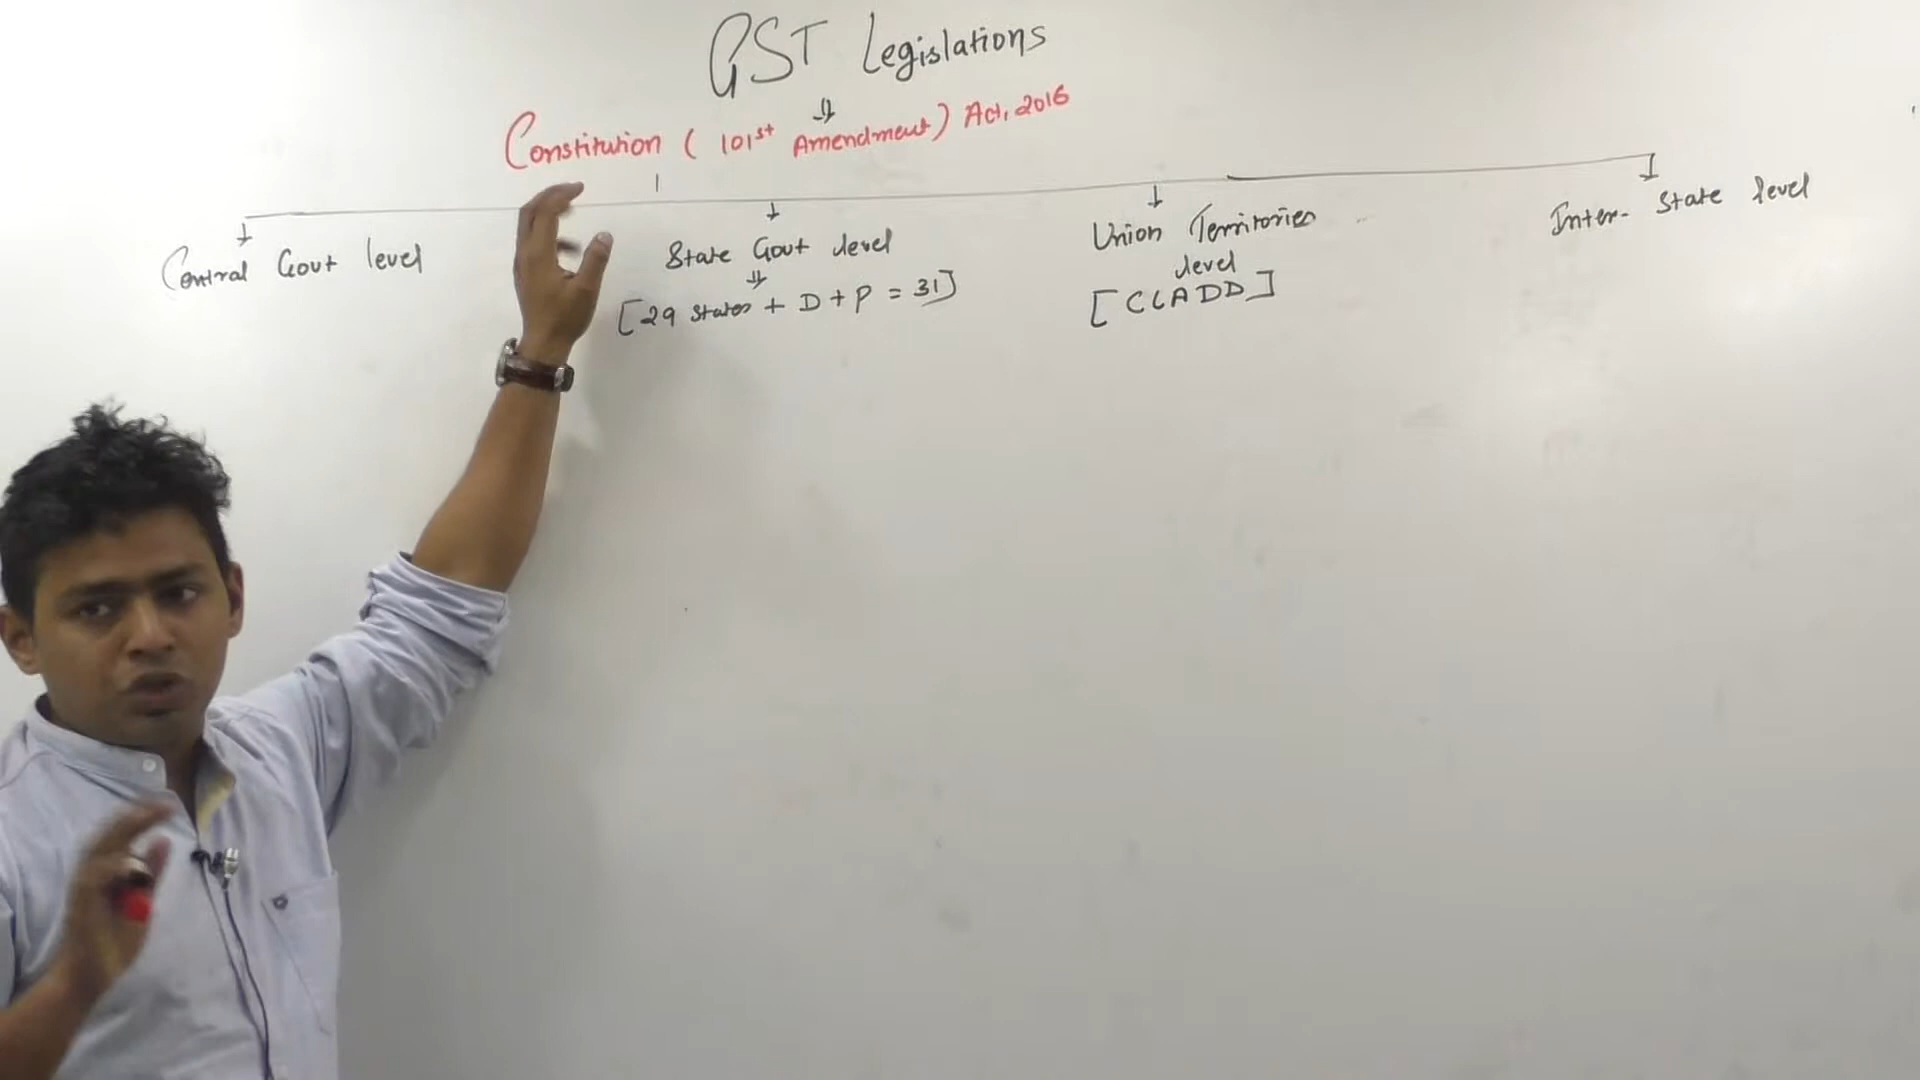 GST Legislations
Constitution ( 101st Amendment) Act, 2016
Central Govt level
State Govt level
[29 States + D + P = 31]
Union Territories
level
[CLADD]
Inter-State level